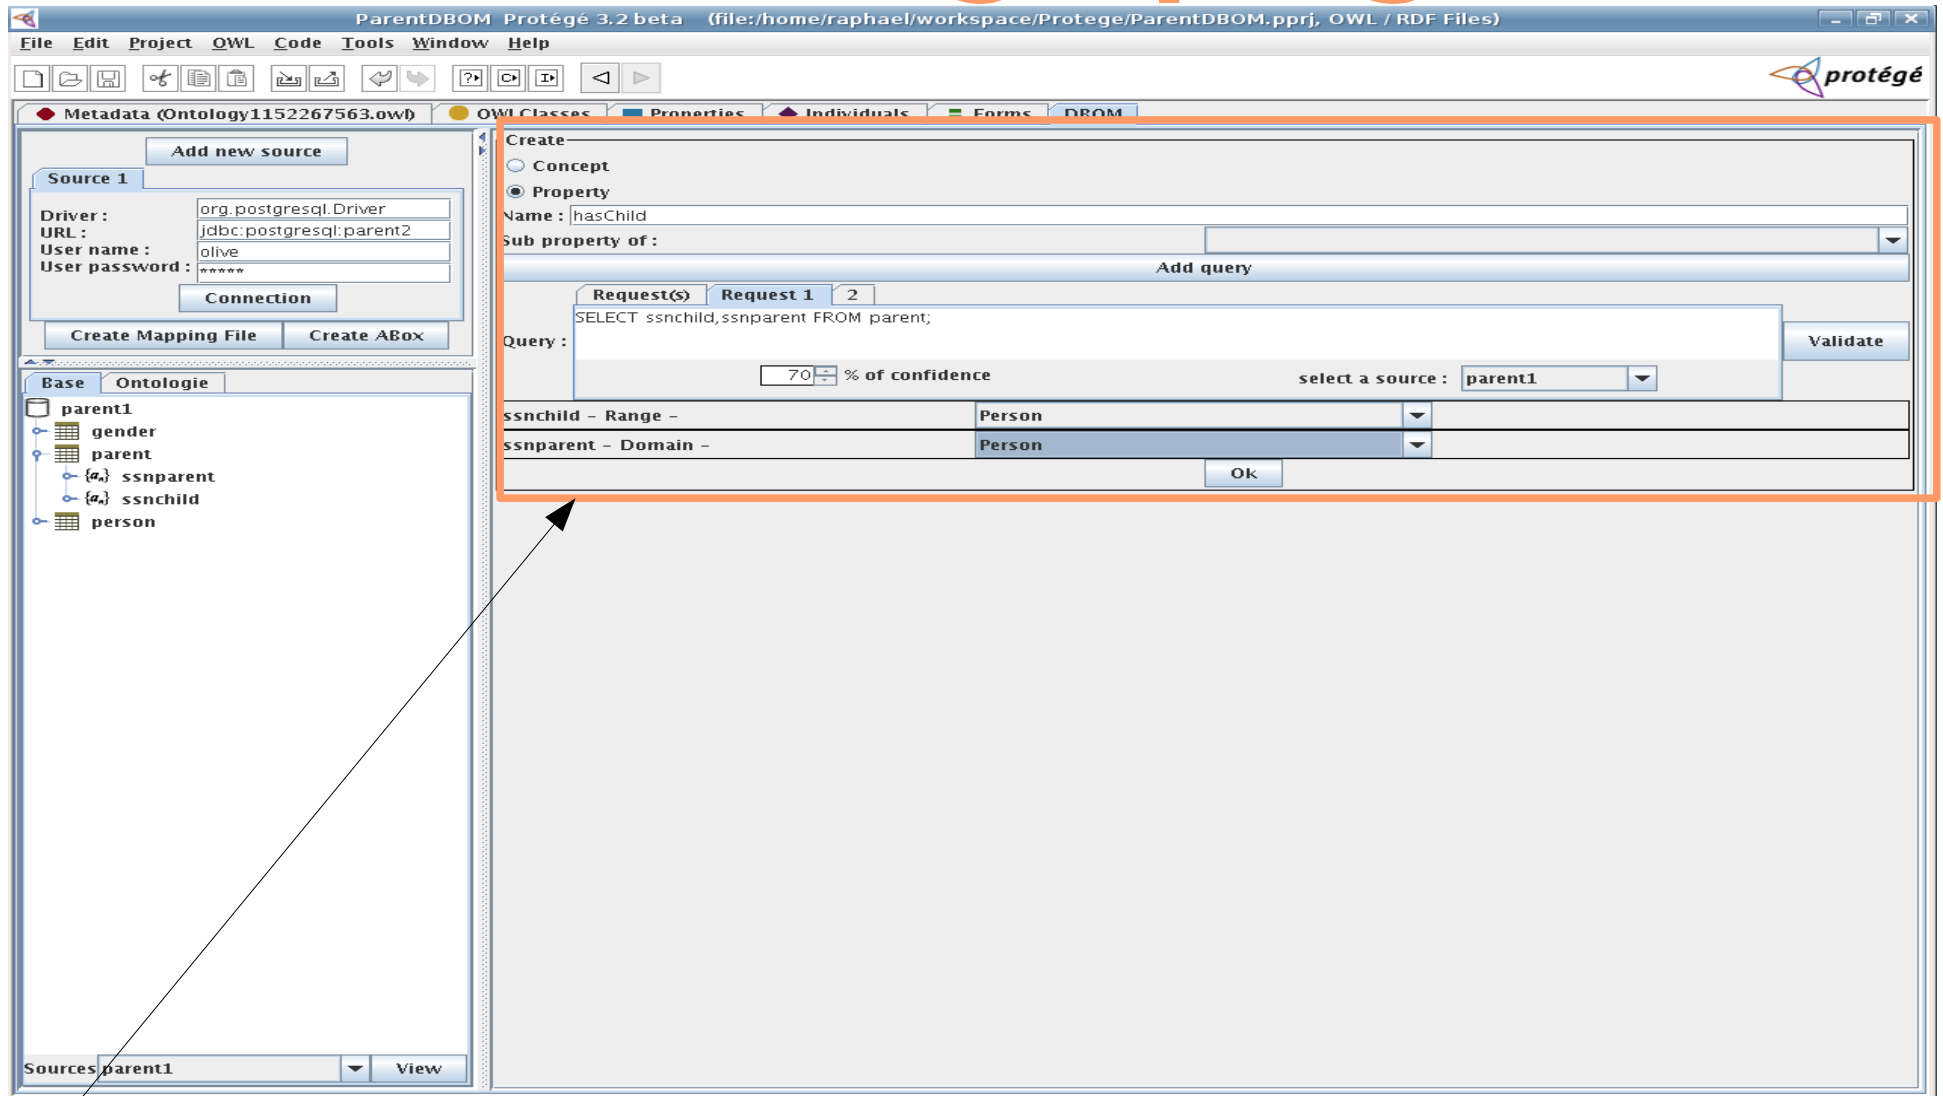 ParentDBOM Protégé 3.2 beta (file:/home/raphael/workspace/Protege/ParentDBOM.pprj, OWL / RDF Files)
File Edit Project OWL Code Tools Window Help
protégé
Metadata (Ontology1152267563.owl) OWLClasses Properties Individuals Forms DBOM
Add new source
Source 1
Driver : org.postgresql.Driver
URL : jdbc:postgresql:parent2
User name : olive
User password : *****
Connection
Create Mapping File Create ABox
Base Ontologie
parent1
gender
parent
{a,,} ssnparent
{a,,} ssnchild
person
Sources parent1 View
Create
Concept
Property
Name : hasChild
Sub property of :
Add query
Request(s) Request 1 2
SELECT ssnchild,ssnparent FROM parent;
Query : Validate
70 % of confidence select a source : parent1
ssnchild - Range - Person
ssnparent - Domain - Person
Ok